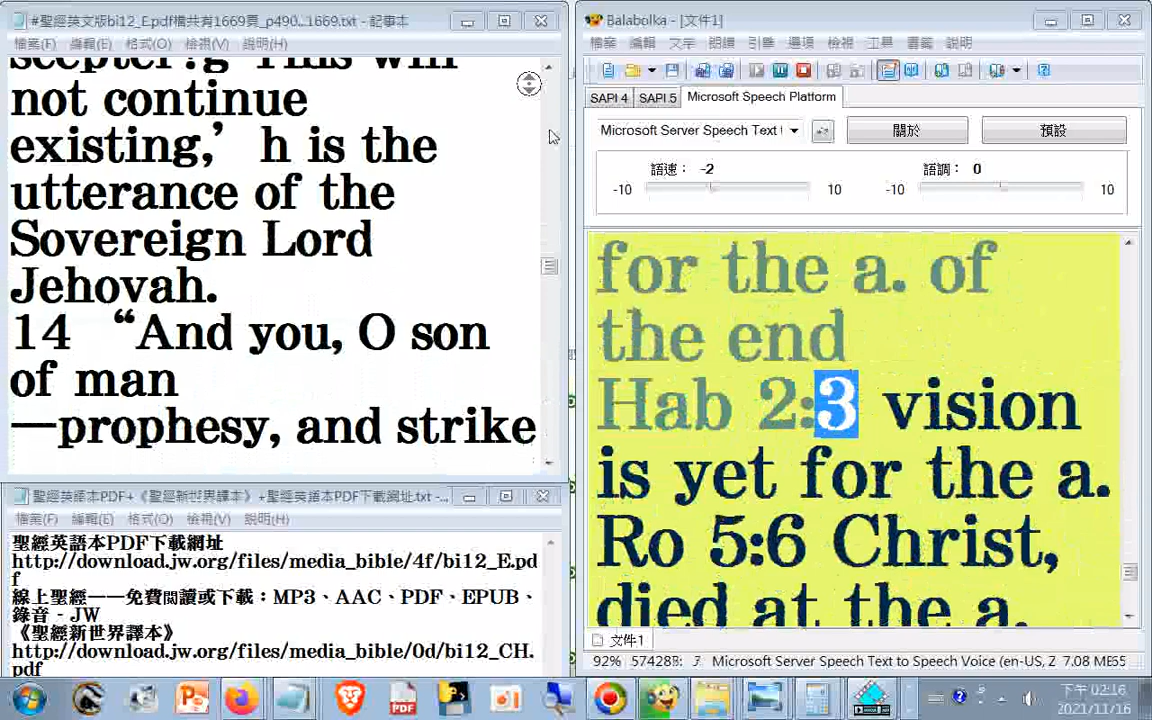 #聖經英文版bi12_E.pdf檔共有1669頁_p490...1669.txt - 記事本
檔案(F) 編輯(E) 格式(O) 檢視(V) 說明(H)
scepter?g This will
not continue
existing,’ h is the
utterance of the
Sovereign Lord
Jehovah.
14 “And you, O son
of man
—prophesy, and strike
聖經英語本PDF+《聖經新世界譯本》+聖經英語本PDF下載網址.txt - ...
檔案(F) 編輯(E) 格式(O) 檢視(V) 說明(H)
聖經英語本PDF下載網址
http://download.jw.org/files/media_bible/4f/bi12_E.pd
f
線上聖經——免費閱讀或下載：MP3、AAC、PDF、EPUB、
錄音 - JW
《聖經新世界譯本》
http://download.jw.org/files/media_bible/0d/bi12_CH.
pdf
Balabolka - [文件1]
檔案 編輯 文字 朗讀 引擎 選項 檢視 工具 書籤 說明
SAPI 4 SAPI 5 Microsoft Speech Platform
Microsoft Server Speech Text 關於 預設
語速： -2 語調： 0
-10 10 -10 10
for the a. of
the end
Hab 2:3 vision
is yet for the a.
Ro 5:6 Christ,
died at the a.
文件1
92% Microsoft Server Speech Text to Speech Voice (en-US, Z 7.08 MB
下午 02:16
2021/11/16